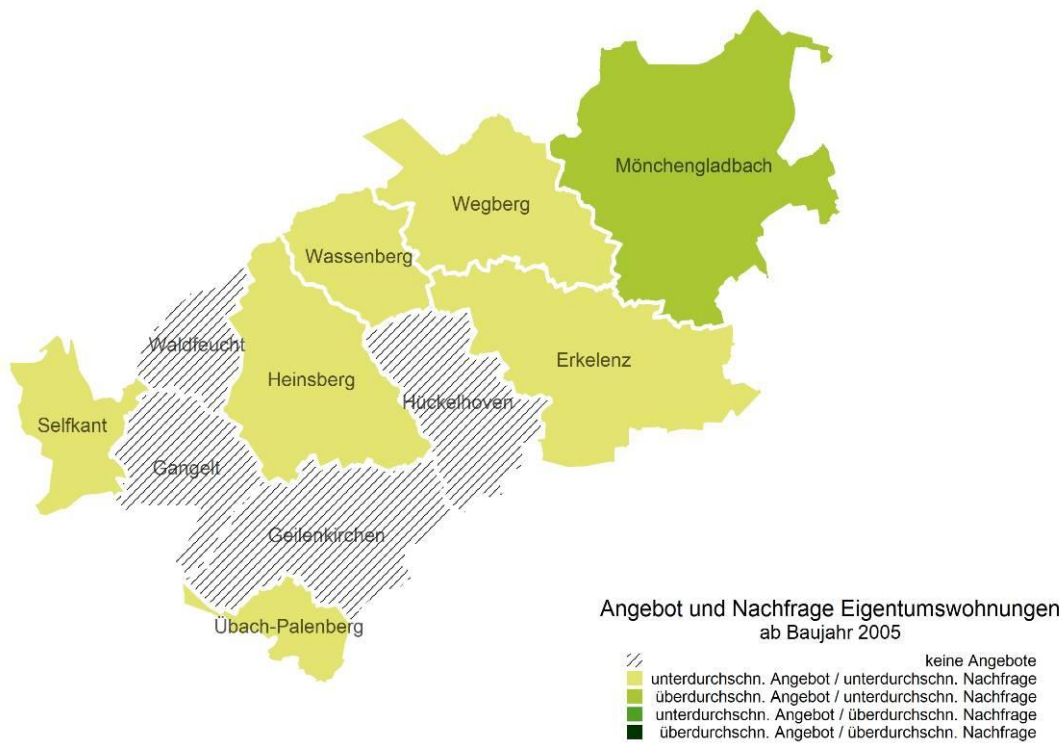 Mönchengladbach
Wegberg
Wassenberg
Waldfeucht
Erkelenz
Heinsberg
Hückelhoven
Selfkant
Gangelt
Geilenkirchen
Übach-Palenberg
Angebot und Nachfrage Eigentumswohnungen
ab Baujahr 2005
keine Angebote
unterdurchschn. Angebot / unterdurchschn. Nachfrage
überdurchschn. Angebot / unterdurchschn. Nachfrage
unterdurchschn. Angebot / überdurchschn. Nachfrage
überdurchschn. Angebot / überdurchschn. Nachfrage